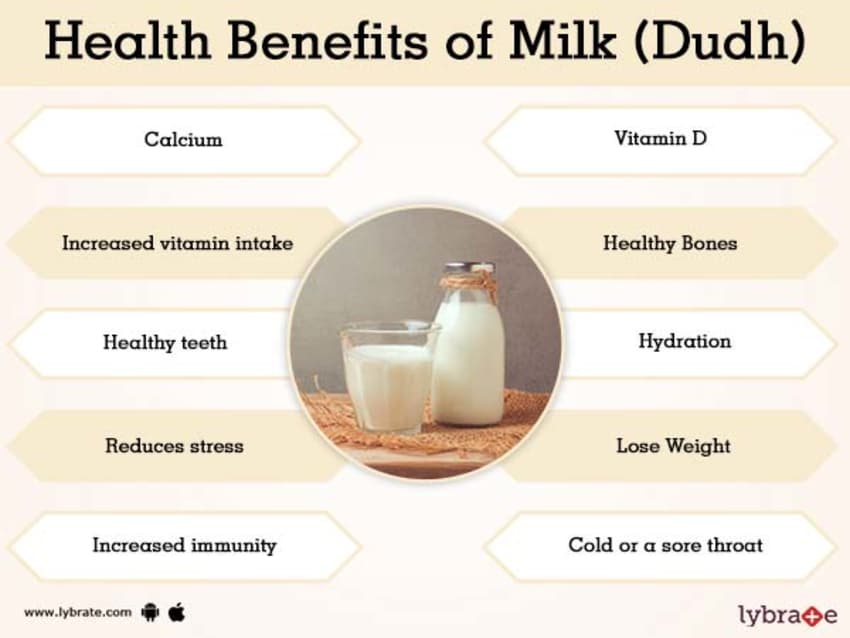 Health Benefits of Milk (Dudh)
Calcium
Vitamin D
Increased vitamin intake
Healthy Bones
Healthy teeth
Hydration
Reduces stress
Lose Weight
Increased immunity
Cold or a sore throat
www.lybrate.com
lybrate